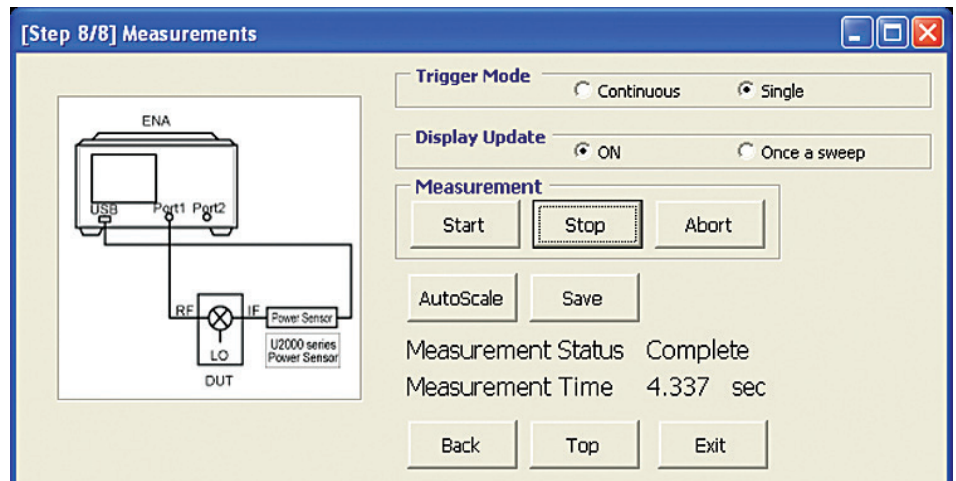 [Step 8/8] Measurements
ENA
USB Port1 Port2
RF IF Power Sensor
LO
U2000 series
Power Sensor
DUT
Trigger Mode
Continuous Single
Display Update
ON Once a sweep
Measurement
Start Stop Abort
AutoScale Save
Measurement Status Complete
Measurement Time 4.337 sec
Back Top Exit